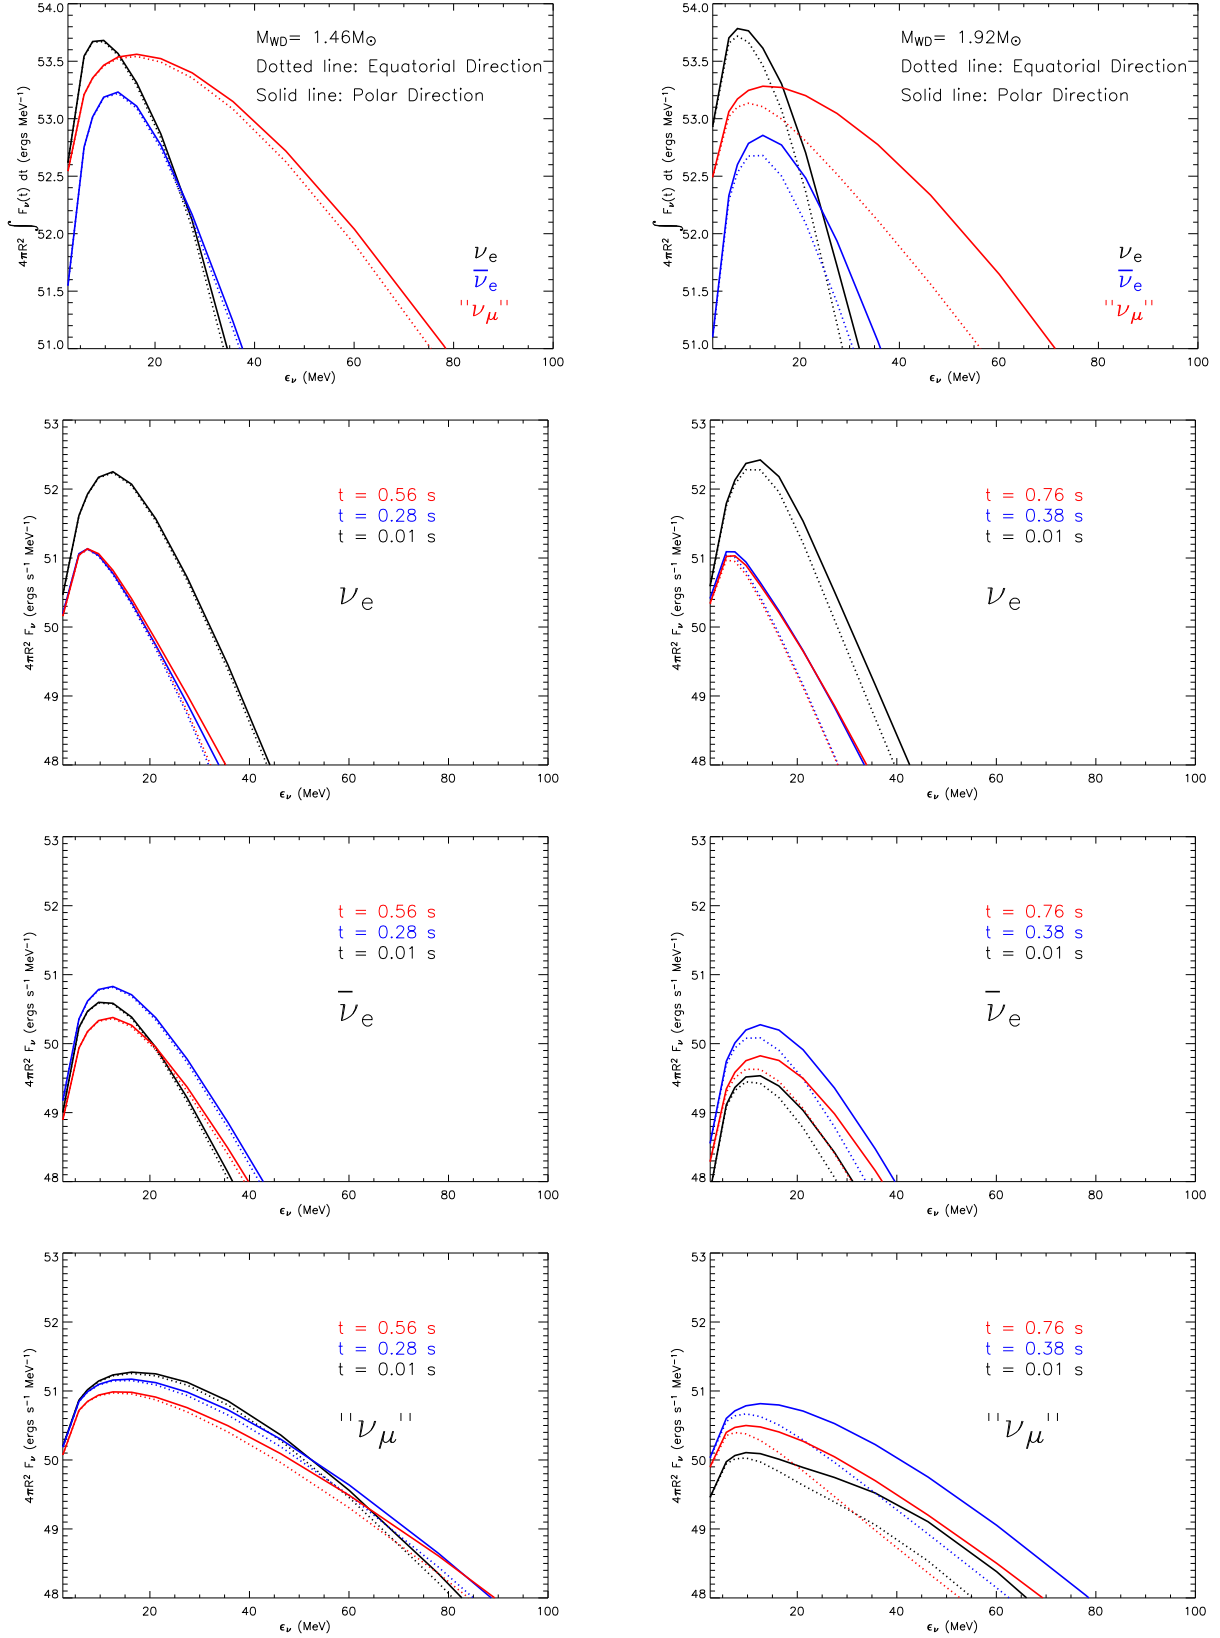 4πR² ∫ Fν(t) dt (ergs MeV⁻¹)
54.0
53.5
53.0
52.5
52.0
51.5
51.0
M_WD= 1.46M⊙
Dotted line: Equatorial Direction
Solid line: Polar Direction
ν_e
ν̅_e
"ν_μ"
20 40 60 80 100
ε_ν (MeV)
4πR² ∫ Fν(t) dt (ergs MeV⁻¹)
54.0
53.5
53.0
52.5
52.0
51.5
51.0
M_WD= 1.92M⊙
Dotted line: Equatorial Direction
Solid line: Polar Direction
ν_e
ν̅_e
"ν_μ"
20 40 60 80 100
ε_ν (MeV)
4πR² F_ν (ergs s⁻¹ MeV⁻¹)
53
52
51
50
49
48
t = 0.56 s
t = 0.28 s
t = 0.01 s
ν_e
20 40 60 80 100
ε_ν (MeV)
4πR² F_ν (ergs s⁻¹ MeV⁻¹)
53
52
51
50
49
48
t = 0.76 s
t = 0.38 s
t = 0.01 s
ν_e
20 40 60 80 100
ε_ν (MeV)
4πR² F_ν (ergs s⁻¹ MeV⁻¹)
53
52
51
50
49
48
t = 0.56 s
t = 0.28 s
t = 0.01 s
ν̅_e
20 40 60 80 100
ε_ν (MeV)
4πR² F_ν (ergs s⁻¹ MeV⁻¹)
53
52
51
50
49
48
t = 0.76 s
t = 0.38 s
t = 0.01 s
ν̅_e
20 40 60 80 100
ε_ν (MeV)
4πR² F_ν (ergs s⁻¹ MeV⁻¹)
53
52
51
50
49
48
t = 0.56 s
t = 0.28 s
t = 0.01 s
"ν_μ"
20 40 60 80 100
ε_ν (MeV)
4πR² F_ν (ergs s⁻¹ MeV⁻¹)
53
52
51
50
49
48
t = 0.76 s
t = 0.38 s
t = 0.01 s
"ν_μ"
20 40 60 80 100
ε_ν (MeV)